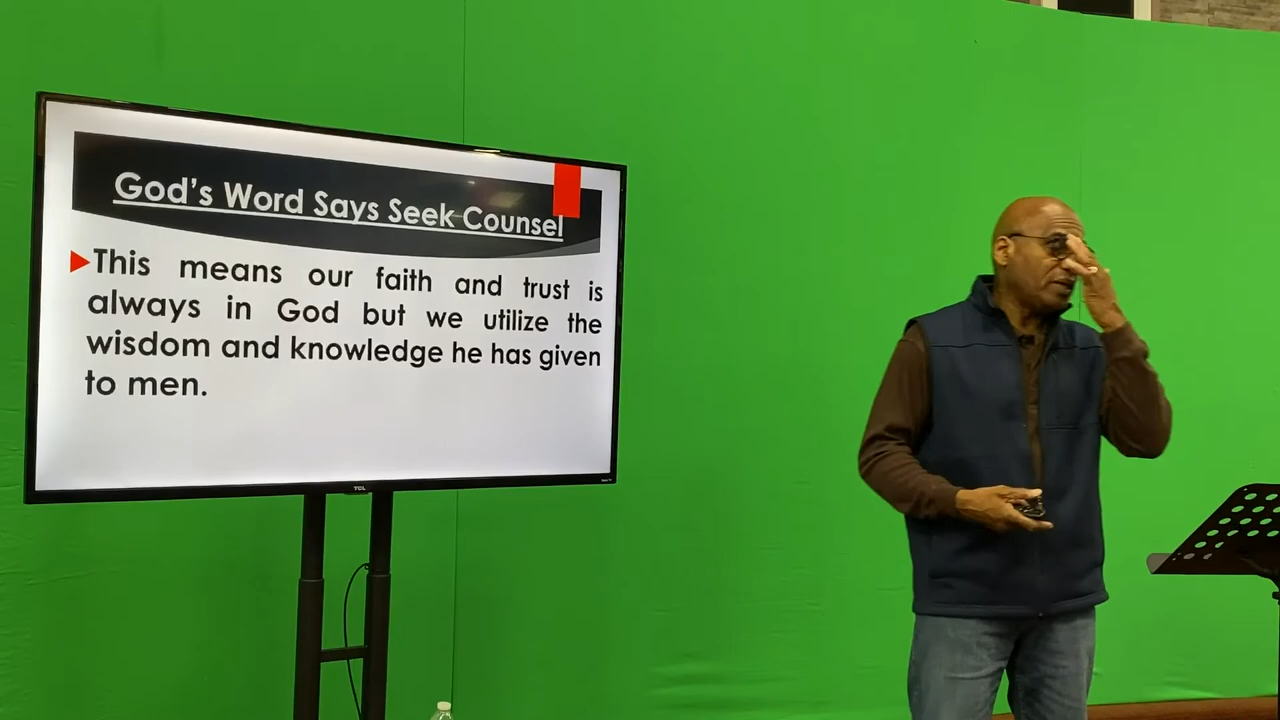 God's Word Says Seek Counsel
This means our faith and trust is
always in God but we utilize the
wisdom and knowledge he has given
to men.
TCL